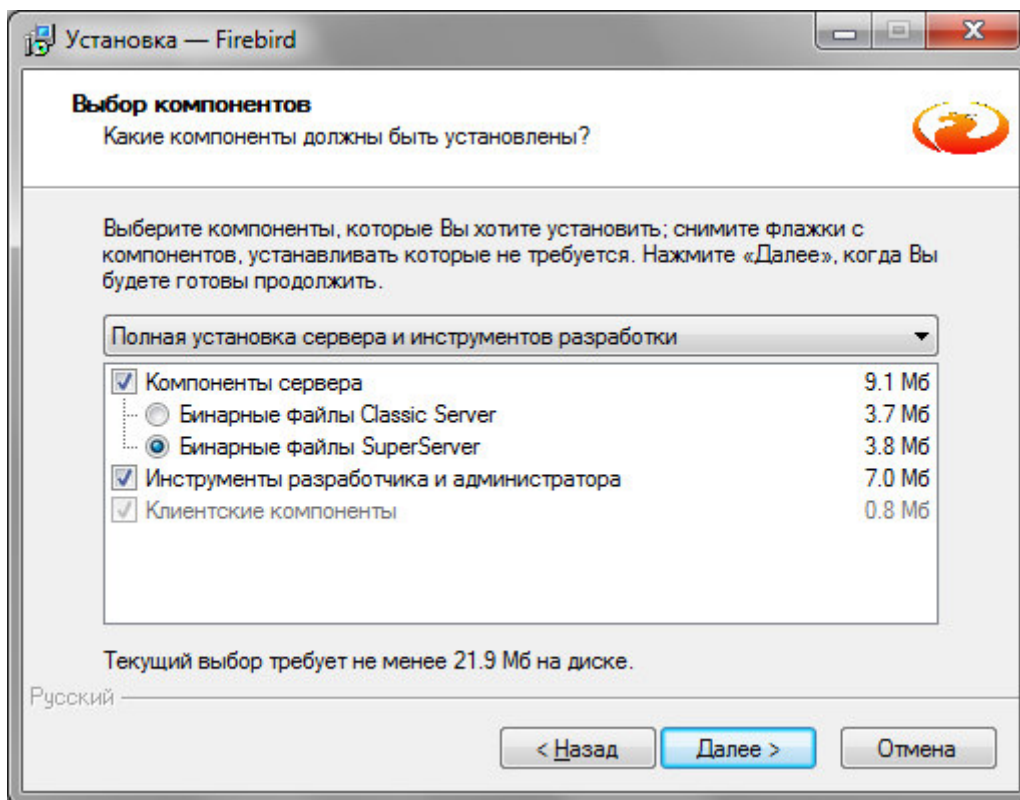 Установка — Firebird
Выбор компонентов
Какие компоненты должны быть установлены?
Выберите компоненты, которые Вы хотите установить; снимите флажки с
компонентов, устанавливать которые не требуется. Нажмите «Далее», когда Вы
будете готовы продолжить.
Полная установка сервера и инструментов разработки
Компоненты сервера 9.1 Мб
Бинарные файлы Classic Server 3.7 Мб
Бинарные файлы SuperServer 3.8 Мб
Инструменты разработчика и администратора 7.0 Мб
Клиентские компоненты 0.8 Мб
Текущий выбор требует не менее 21.9 Мб на диске.
Русский
< Назад Далее > Отмена